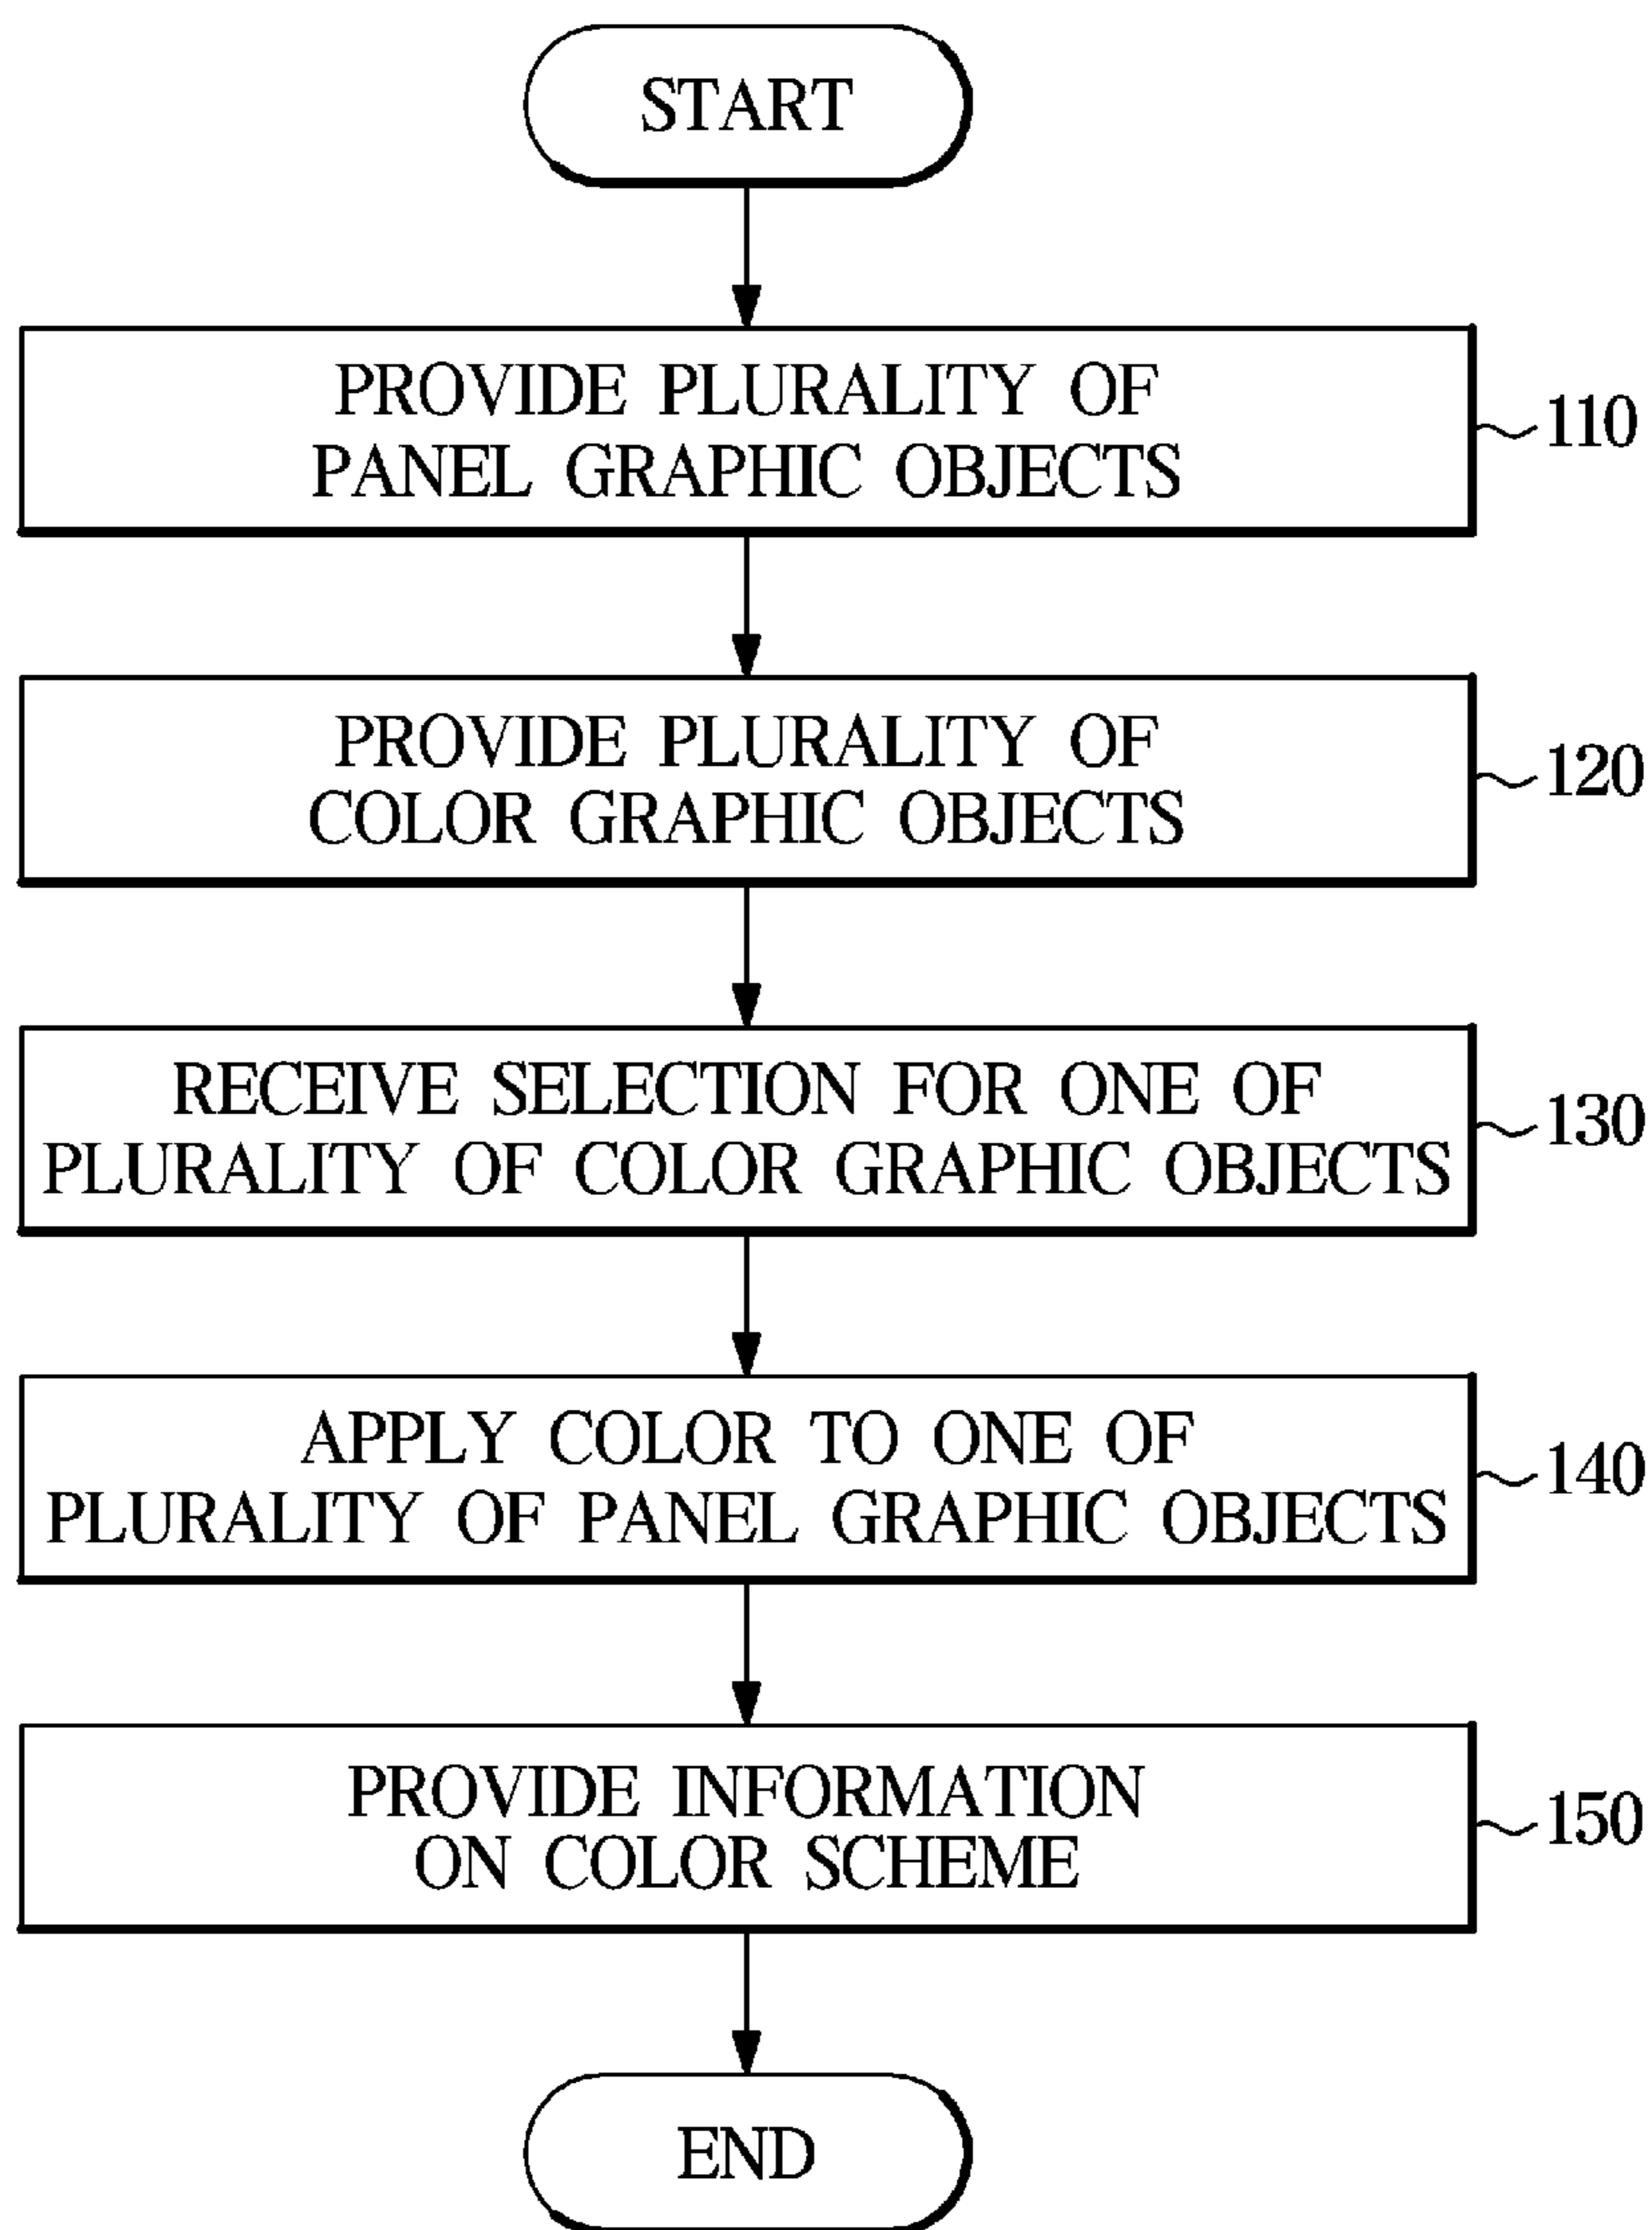 START
PROVIDE PLURALITY OF
PANEL GRAPHIC OBJECTS
110
PROVIDE PLURALITY OF
COLOR GRAPHIC OBJECTS
120
RECEIVE SELECTION FOR ONE OF
PLURALITY OF COLOR GRAPHIC OBJECTS
130
APPLY COLOR TO ONE OF
PLURALITY OF PANEL GRAPHIC OBJECTS
140
PROVIDE INFORMATION
ON COLOR SCHEME
150
END